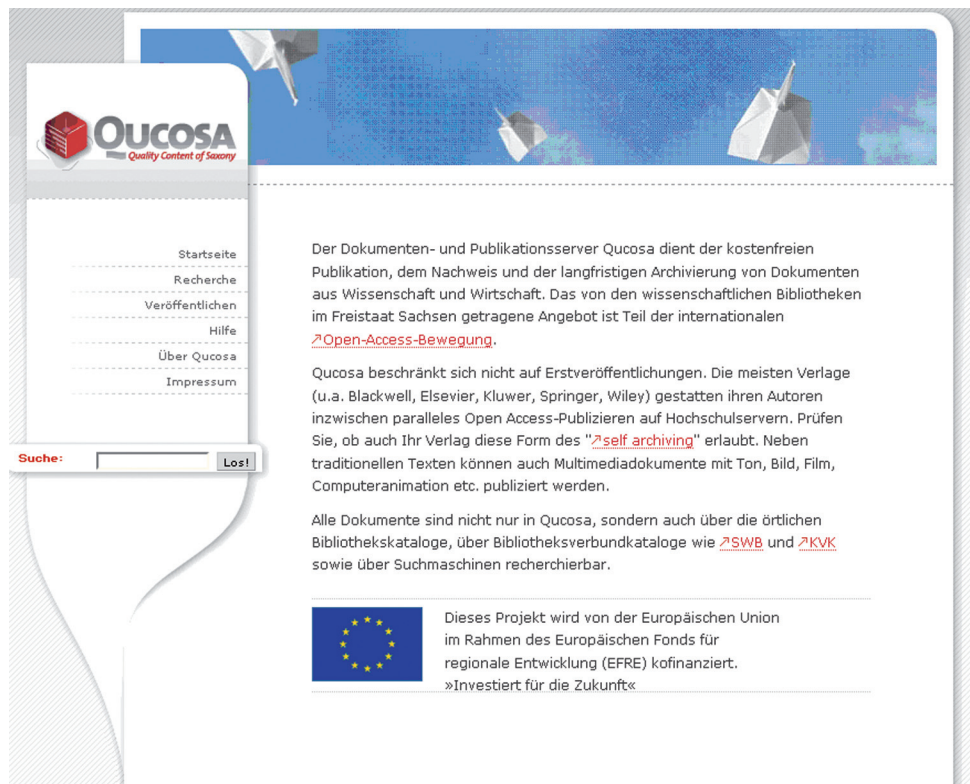 QUCOSA
Quality Content of Saxony
Startseite
Recherche
Veröffentlichen
Hilfe
Über Qucosa
Impressum
Suche:
Los!
Der Dokumenten- und Publikationsserver Qucosa dient der kostenfreien
Publikation, dem Nachweis und der langfristigen Archivierung von Dokumenten
aus Wissenschaft und Wirtschaft. Das von den wissenschaftlichen Bibliotheken
im Freistaat Sachsen getragene Angebot ist Teil der internationalen
↗Open-Access-Bewegung.
Qucosa beschränkt sich nicht auf Erstveröffentlichungen. Die meisten Verlage
(u.a. Blackwell, Elsevier, Kluwer, Springer, Wiley) gestatten ihren Autoren
inzwischen paralleles Open Access-Publizieren auf Hochschulservern. Prüfen
Sie, ob auch Ihr Verlag diese Form des "↗self archiving" erlaubt. Neben
traditionellen Texten können auch Multimediadokumente mit Ton, Bild, Film,
Computeranimation etc. publiziert werden.
Alle Dokumente sind nicht nur in Qucosa, sondern auch über die örtlichen
Bibliothekskataloge, über Bibliotheksverbundkataloge wie ↗SWB und ↗KVK
sowie über Suchmaschinen recherchierbar.
Dieses Projekt wird von der Europäischen Union
im Rahmen des Europäischen Fonds für
regionale Entwicklung (EFRE) kofinanziert.
»Investiert für die Zukunft«